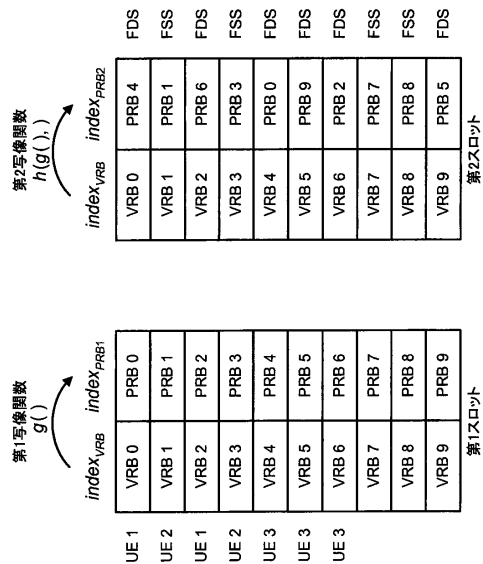 第1写像関数
g( )
index_VRB index_PRB1
UE 1 VRB 0 PRB 0
UE 2 VRB 1 PRB 1
UE 1 VRB 2 PRB 2
UE 2 VRB 3 PRB 3
UE 3 VRB 4 PRB 4
UE 3 VRB 5 PRB 5
UE 3 VRB 6 PRB 6
VRB 7 PRB 7
VRB 8 PRB 8
VRB 9 PRB 9
第1スロット
第2写像関数
h(g( ),)
index_VRB index_PRB2
VRB 0 PRB 4 FDS
VRB 1 PRB 1 FSS
VRB 2 PRB 6 FDS
VRB 3 PRB 3 FSS
VRB 4 PRB 0 FDS
VRB 5 PRB 9 FDS
VRB 6 PRB 2 FDS
VRB 7 PRB 7 FSS
VRB 8 PRB 8 FSS
VRB 9 PRB 5 FDS
第2スロット